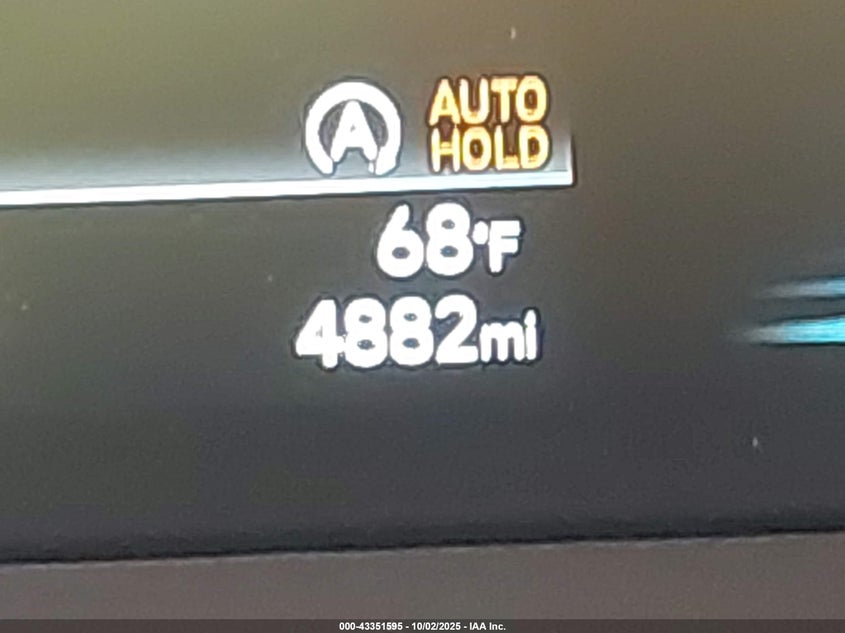 A
AUTO
HOLD
68°F
4882mi
000-43351595 - 10/02/2025 - IAA Inc.